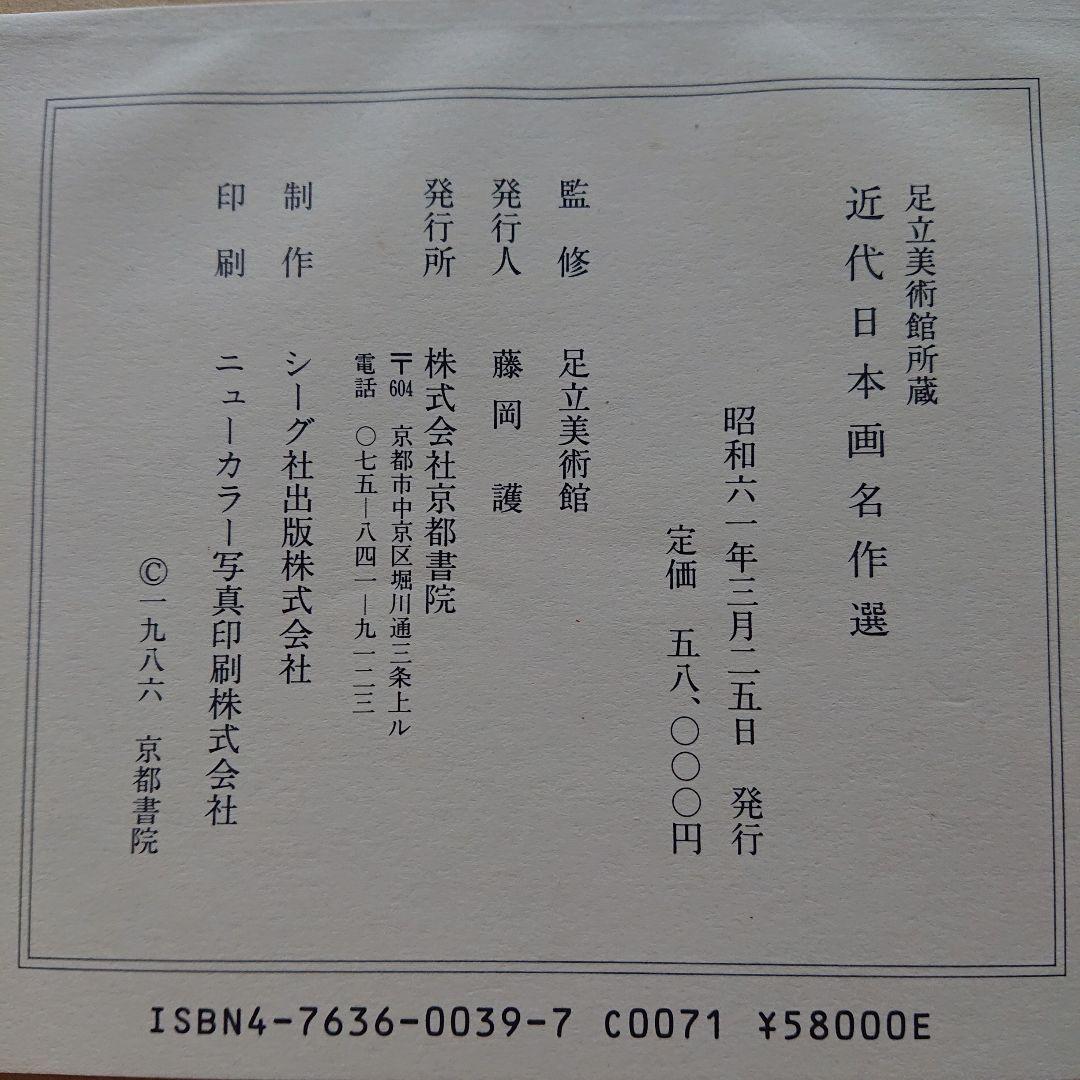 足立美術館所蔵
近代日本画名作選
昭和六一年三月二五日 発行
定価 五八、〇〇〇円
監修 足立美術館
発行人 藤岡 護
発行所 株式会社京都書院
〒604 京都市中京区堀川通三条上ル
電話 〇七五―八四一―九一二三
制作 シーグ社出版株式会社
印刷 ニューカラー写真印刷株式会社
©一九八六 京都書院
ISBN4-7636-0039-7 C0071 ¥58000E